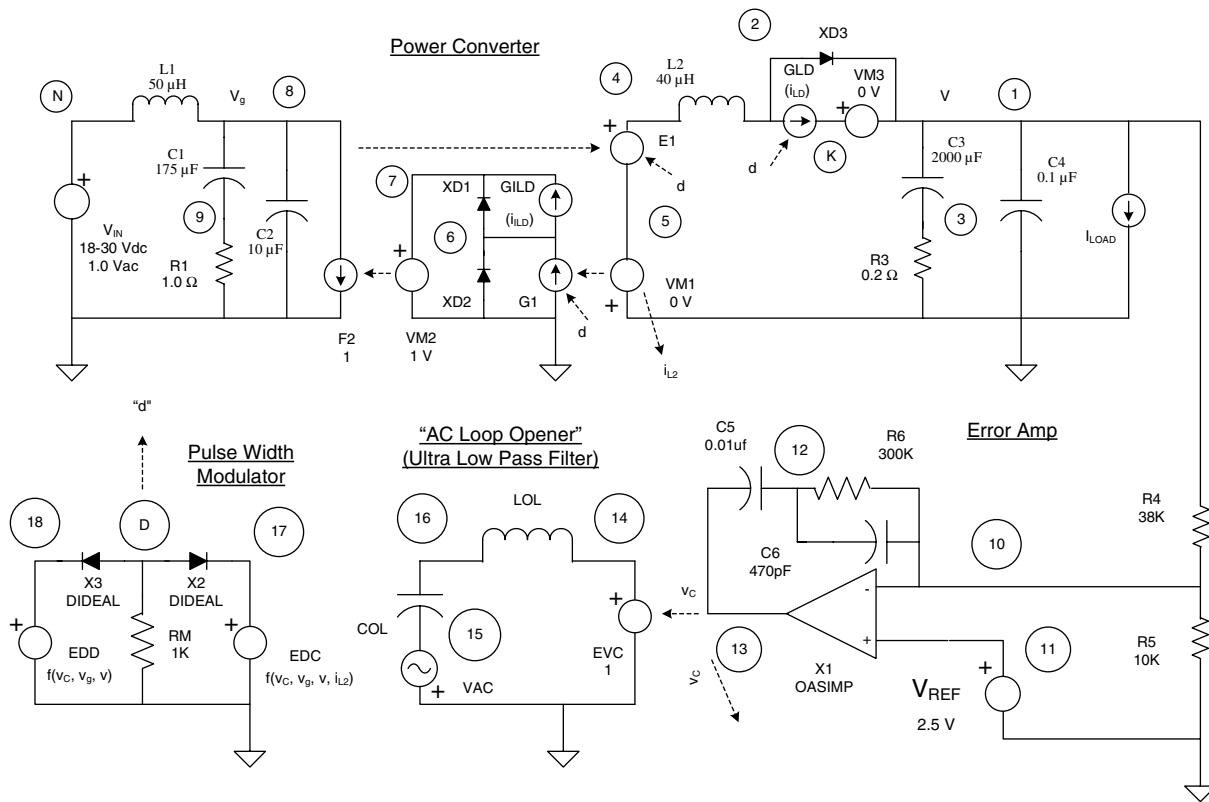 Power Converter
L1
50 µH
N
Vg
8
C1
175 µF
9
C2
10 µF
R1
1.0 Ω
+
VIN
18-30 Vdc
1.0 Vac
F2
1
7
XD1
GILD
(iLD)
6
+
XD2
G1
d
VM2
1 V
4
+
E1
d
5
VM1
0 V
+
iL2
L2
40 µH
2
XD3
GLD
(iLD)
VM3
0 V
+
d
K
V
1
C3
2000 µF
3
R3
0.2 Ω
C4
0.1 µF
ILOAD
"d"
Pulse Width
Modulator
18
D
17
X3
DIDEAL
X2
DIDEAL
+
EDD
f(vC, vg, v)
RM
1K
+
EDC
f(vC, vg, v, iL2)
“AC Loop Opener”
(Ultra Low Pass Filter)
16
LOL
14
COL
15
VAC
+
+
EVC
1
vC
Error Amp
C5
0.01uf
12
R6
300K
C6
470pF
10
-
+
13
vC
X1
OASIMP
11
+
VREF
2.5 V
R4
38K
R5
10K